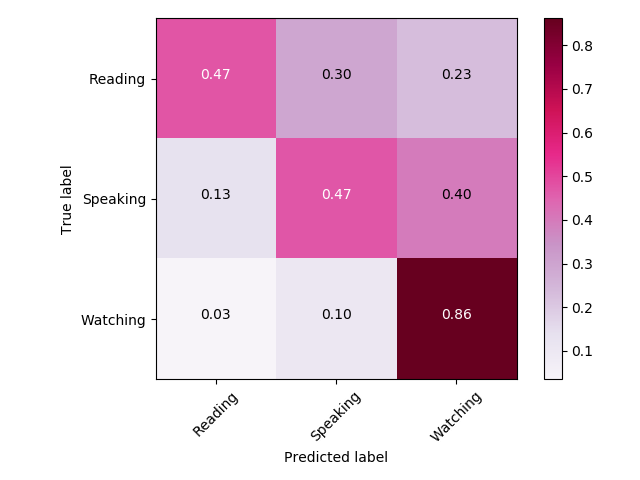 Reading 0.47 0.30 0.23
Speaking 0.13 0.47 0.40
Watching 0.03 0.10 0.86
Reading Speaking Watching
True label
Predicted label
0.8
0.7
0.6
0.5
0.4
0.3
0.2
0.1